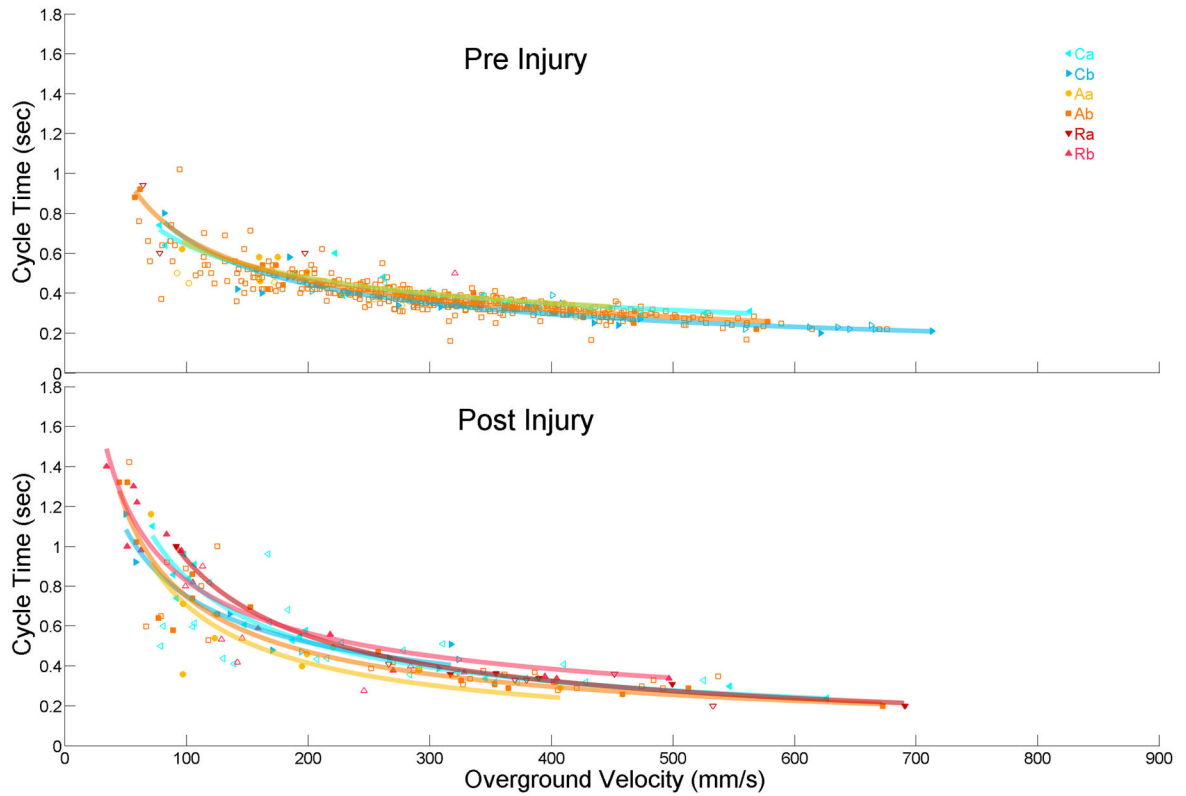 1.8
1.6
1.4
1.2
1
0.8
0.6
0.4
0.2
0
Cycle Time (sec)
Pre Injury
Ca
Cb
Aa
Ab
Ra
Rb
1.8
1.6
1.4
1.2
1
0.8
0.6
0.4
0.2
0
Cycle Time (sec)
Post Injury
0 100 200 300 400 500 600 700 800 900
Overground Velocity (mm/s)